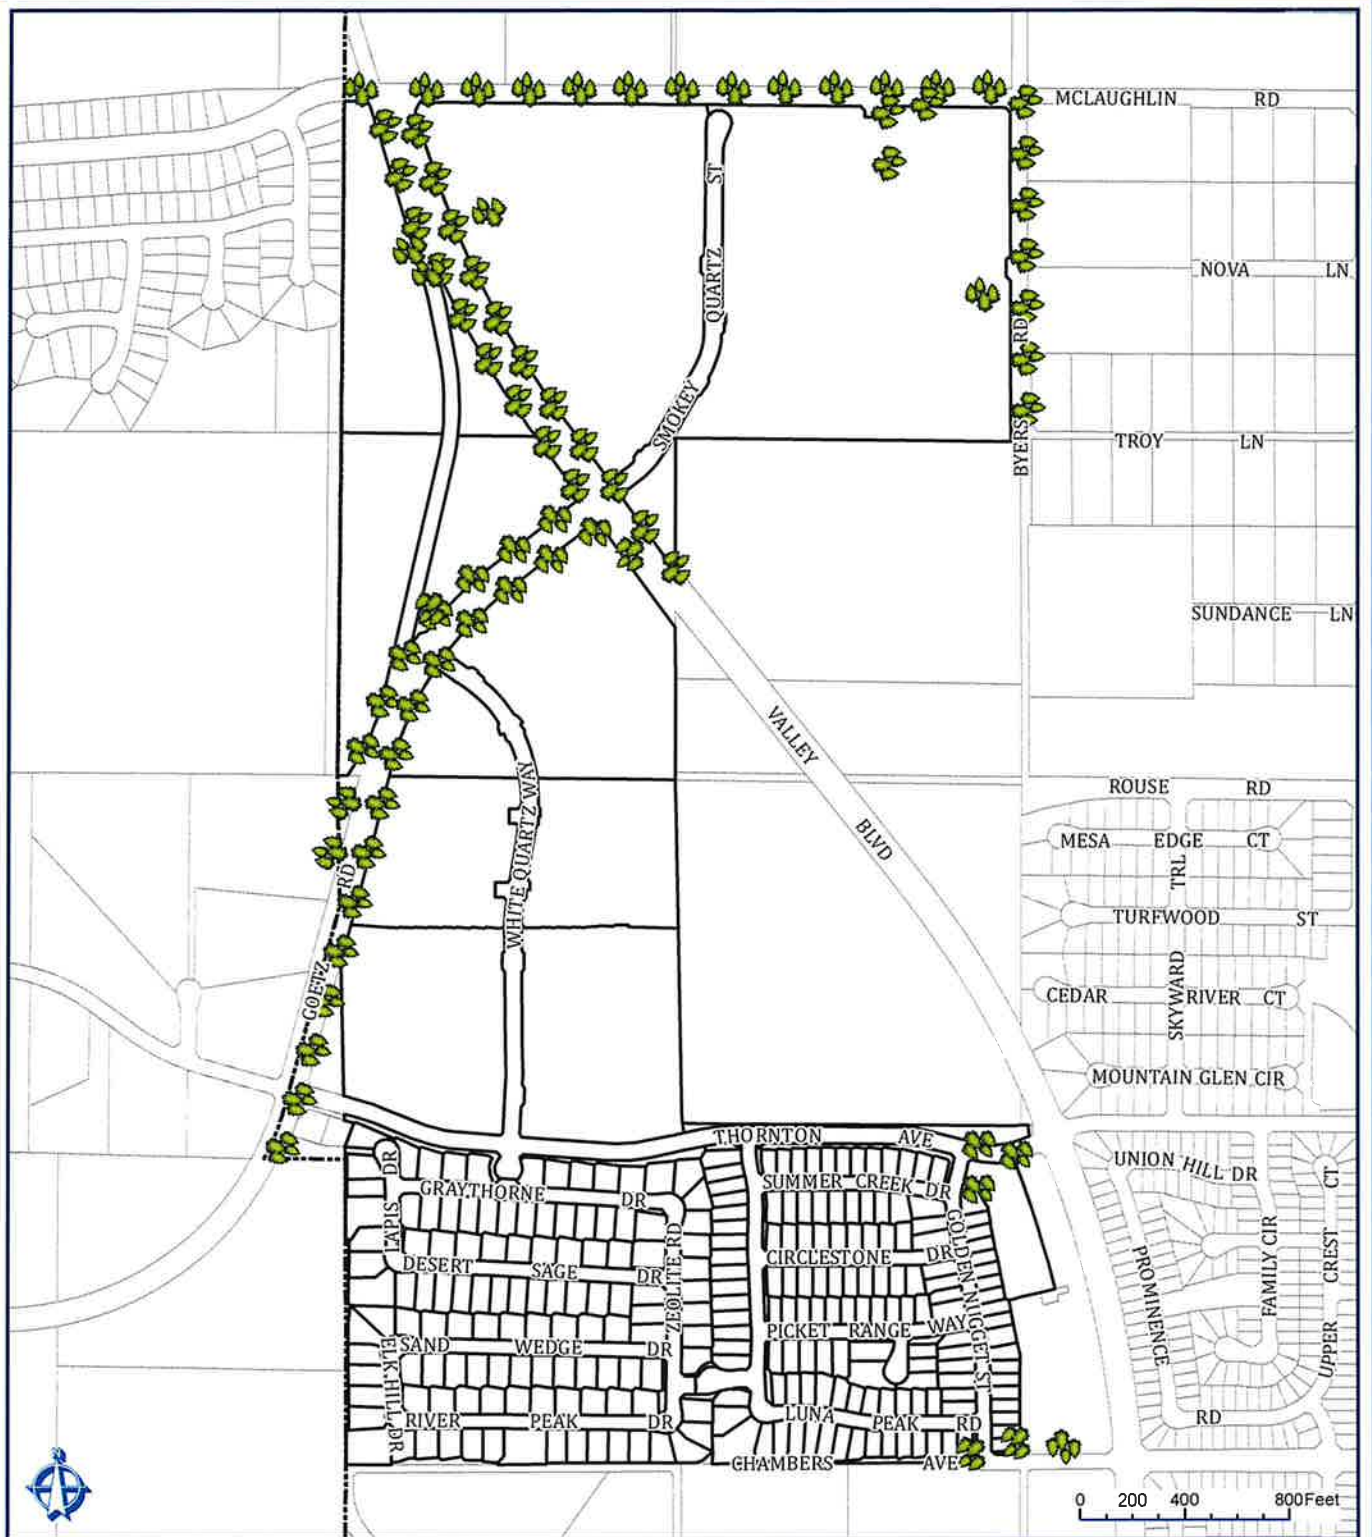 MCLAUGHLIN RD
SMOKEY QUARTZ ST
NOVA LN
BYERS RD
TROY LN
SUNDANCE LN
VALLEY BLVD
WHITE QUARTZ WAY
ROUSE RD
MESA EDGE CT
SKYWARD TRL
TURFWOOD ST
GOETZ RD
CEDAR RIVER CT
MOUNTAIN GLEN CIR
THORNTON AVE
LAPIS DR
GRAYTHORNE DR
SUMMER CREEK DR
UNION HILL DR
DESERT SAGE DR
ZEOLITE RD
CIRCLESTONE DR
GOLDEN NUGGET ST
PROMINENCE RD
FAMILY CIR
UPPER CREST CT
SAND WEDGE DR
PICKET RANGE WAY
ELK HILL DR
RIVER PEAK DR
LUNA PEAK RD
CHAMBERS AVE
0 200 400 800Feet